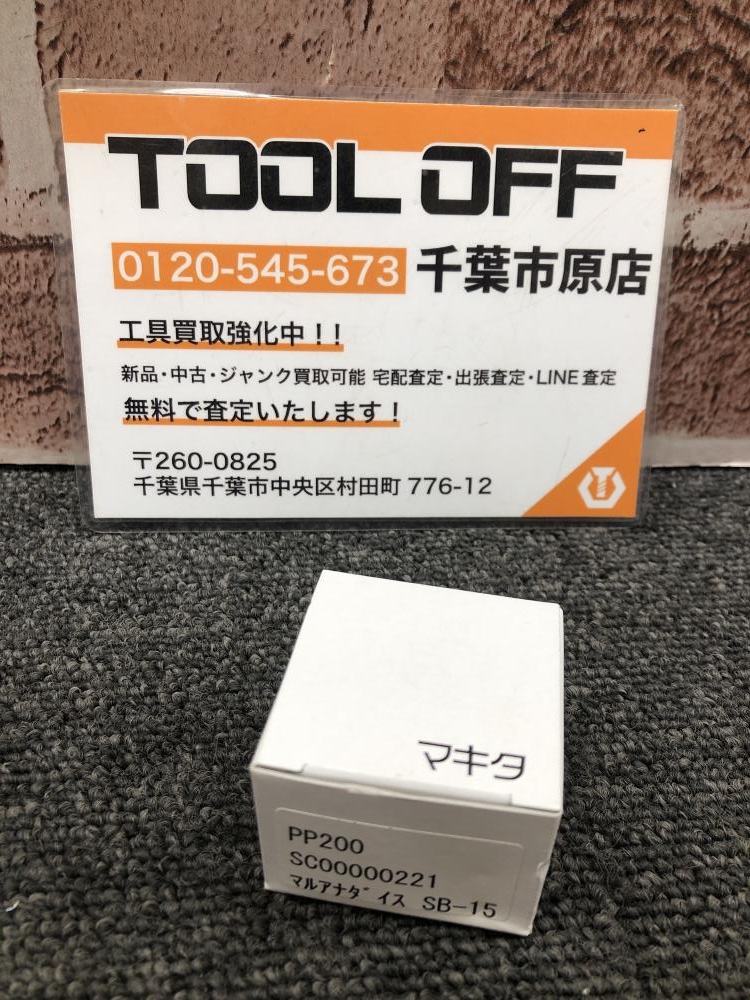 TOOL OFF
0120-545-673 千葉市原店
工具買取強化中！！
新品・中古・ジャンク買取可能 宅配査定・出張査定・LINE査定
無料で査定いたします！
〒260-0825
千葉県千葉市中央区村田町 776-12
マキタ
PP200
SC00000221
マルアナダイス SB-15